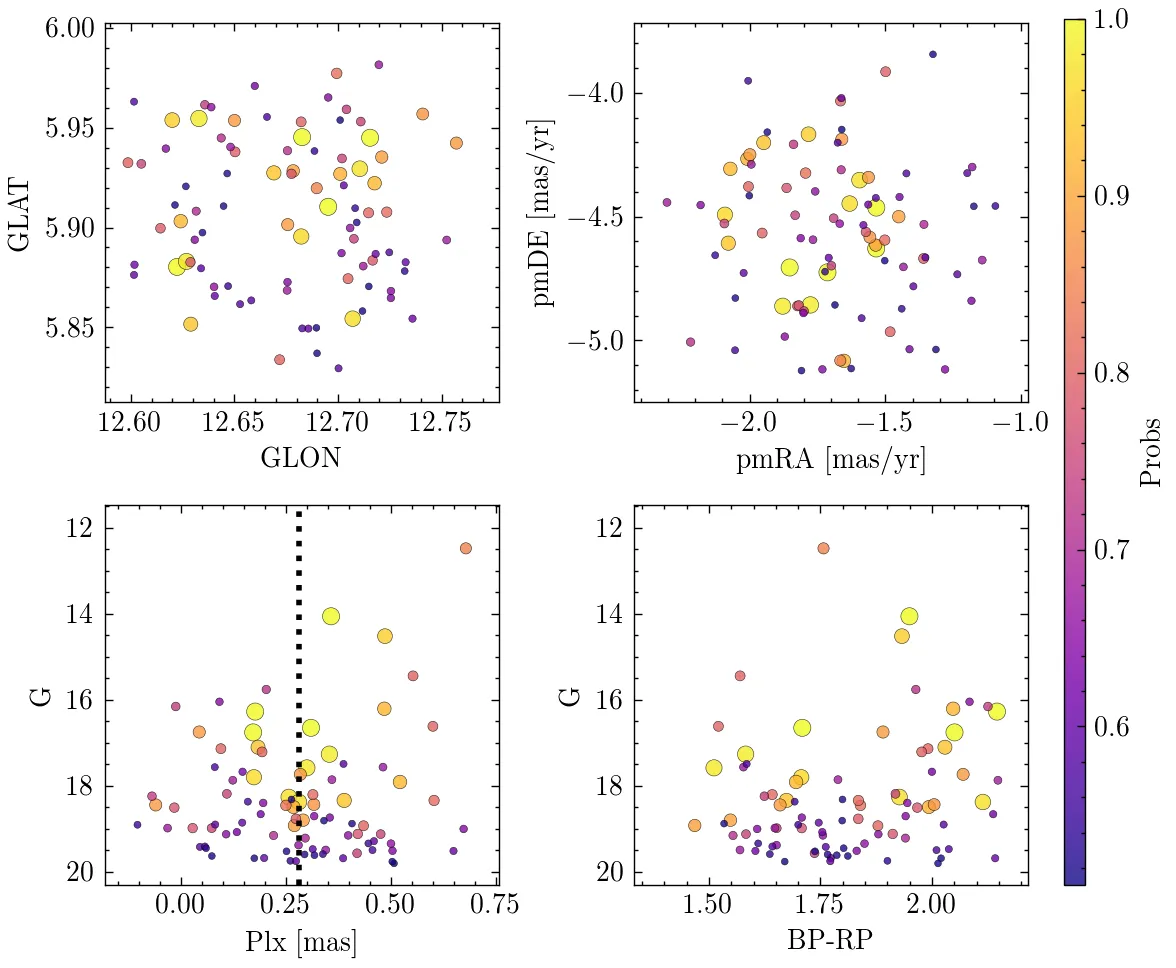 6.00
5.95
5.90
5.85
GLAT
12.60 12.65 12.70 12.75
GLON
−4.0
−4.5
−5.0
pmDE [mas/yr]
−2.0 −1.5 −1.0
pmRA [mas/yr]
12
14
16
18
20
G
0.00 0.25 0.50 0.75
Plx [mas]
12
14
16
18
20
G
1.50 1.75 2.00
BP-RP
1.0
0.9
0.8
0.7
0.6
Probs